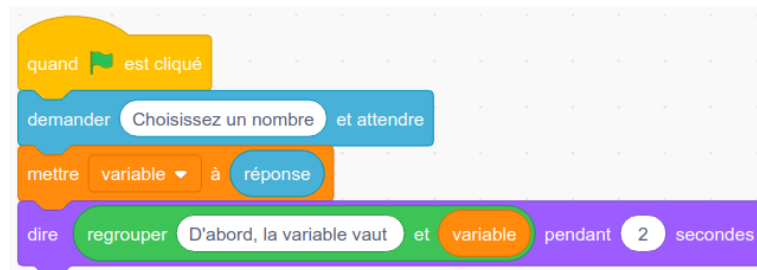 quand est cliqué
demander Choisissez un nombre et attendre
mettre variable à réponse
dire regrouper D'abord, la variable vaut et variable pendant 2 secondes